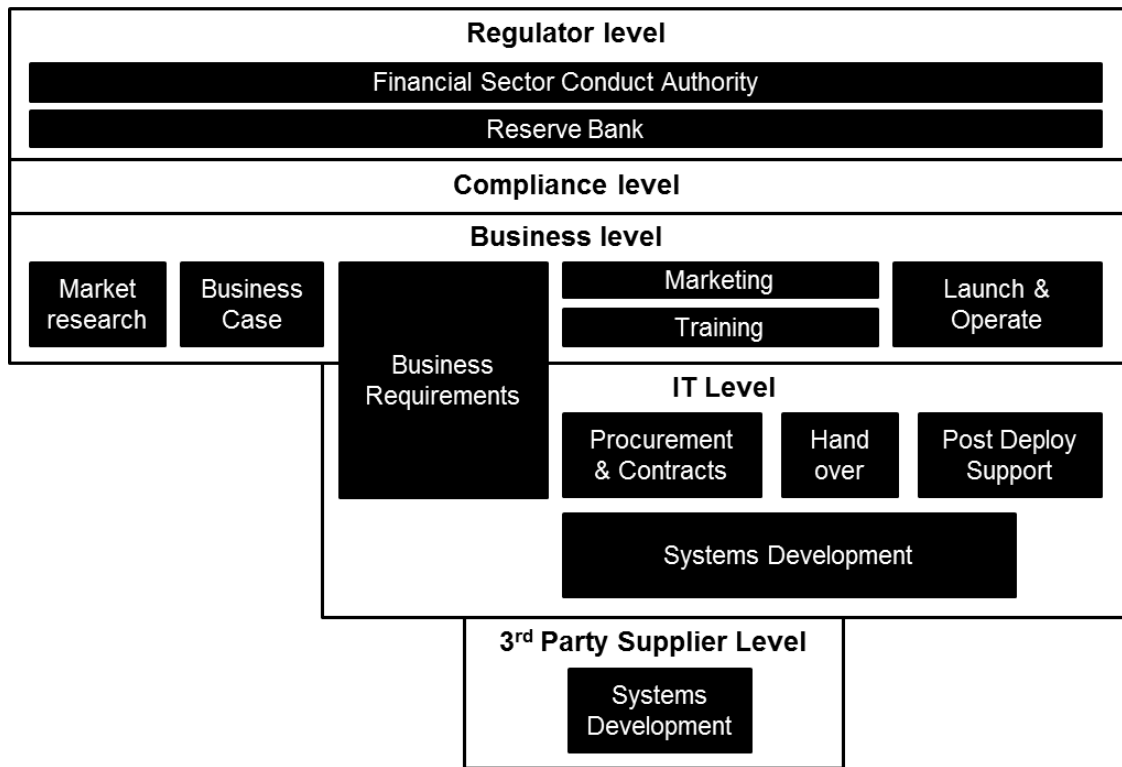 Regulator level
Financial Sector Conduct Authority
Reserve Bank
Compliance level
Business level
Market
research
Business
Case
Business
Requirements
Marketing
Training
Launch &
Operate
IT Level
Procurement
& Contracts
Hand
over
Post Deploy
Support
Systems Development
3rd Party Supplier Level
Systems
Development